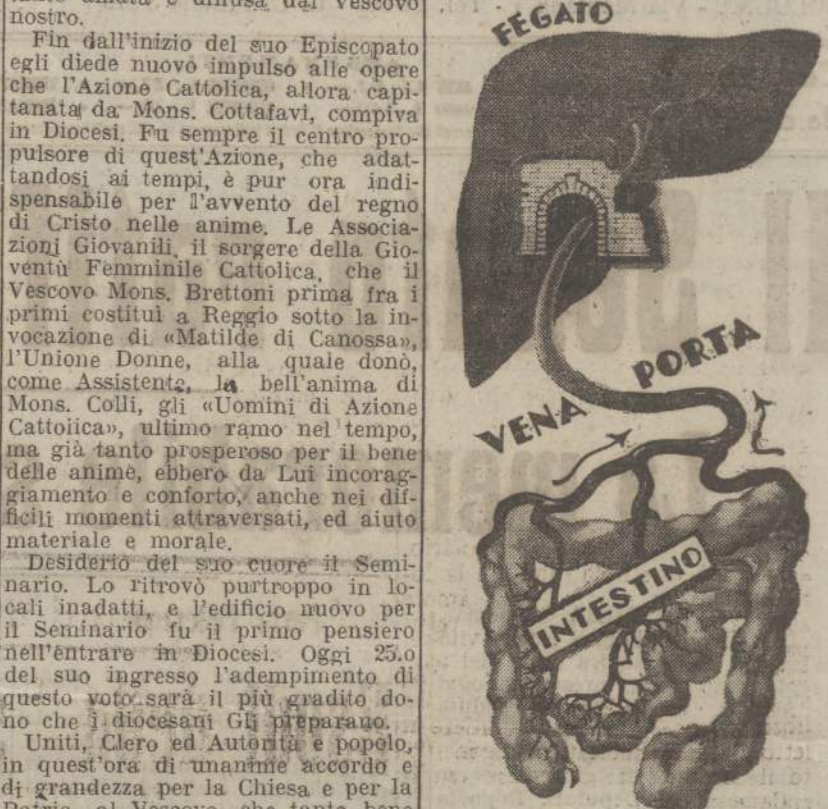 diffusa dal Vescovo
nostro.
Fin dall'inizio del suo Episcopato
egli diede nuovo impulso alle opere
che l'Azione Cattolica, allora capi-
tanata da Mons. Cottafavi, compiva
in Diocesi. Fu sempre il centro pro-
pulsore di quest'Azione, che adat-
tandosi ai tempi, è pur ora indi-
spensabile per l'avvento del regno
di Cristo nelle anime. Le Associa-
zioni Giovanili, il sorgere della Gio-
ventù Femminile Cattolica, che il
Vescovo Mons. Brettoni prima fra i
primi costituì a Reggio sotto la in-
vocazione di «Matilde di Canossa»,
l'Unione Donne, alla quale donò,
come Assistente, la bell'anima di
Mons. Colli, gli «Uomini di Azione
Cattolica», ultimo ramo nel tempo,
ma già tanto prosperoso per il bene
delle anime, ebbero da Lui incorag-
giamento e conforto, anche nei dif-
ficili momenti attraversati, ed aiuto
materiale e morale.
Desiderio del suo cuore il Semi-
nario. Lo ritrovò purtroppo in lo-
cali inadatti, e l'edificio nuovo per
il Seminario fu il primo pensiero
nell'entrare in Diocesi. Oggi 25.o
del suo ingresso l'adempimento di
questo voto sarà il più gradito do-
no che i diocesani Gli preparano.
Uniti, Clero ed Autorità e popolo,
in quest'ora di unanime accordo e
di grandezza per la Chiesa e per la
Patria, al Vescovo, che tanto bene
FEGATO
VENA PORTA
INTESTINO